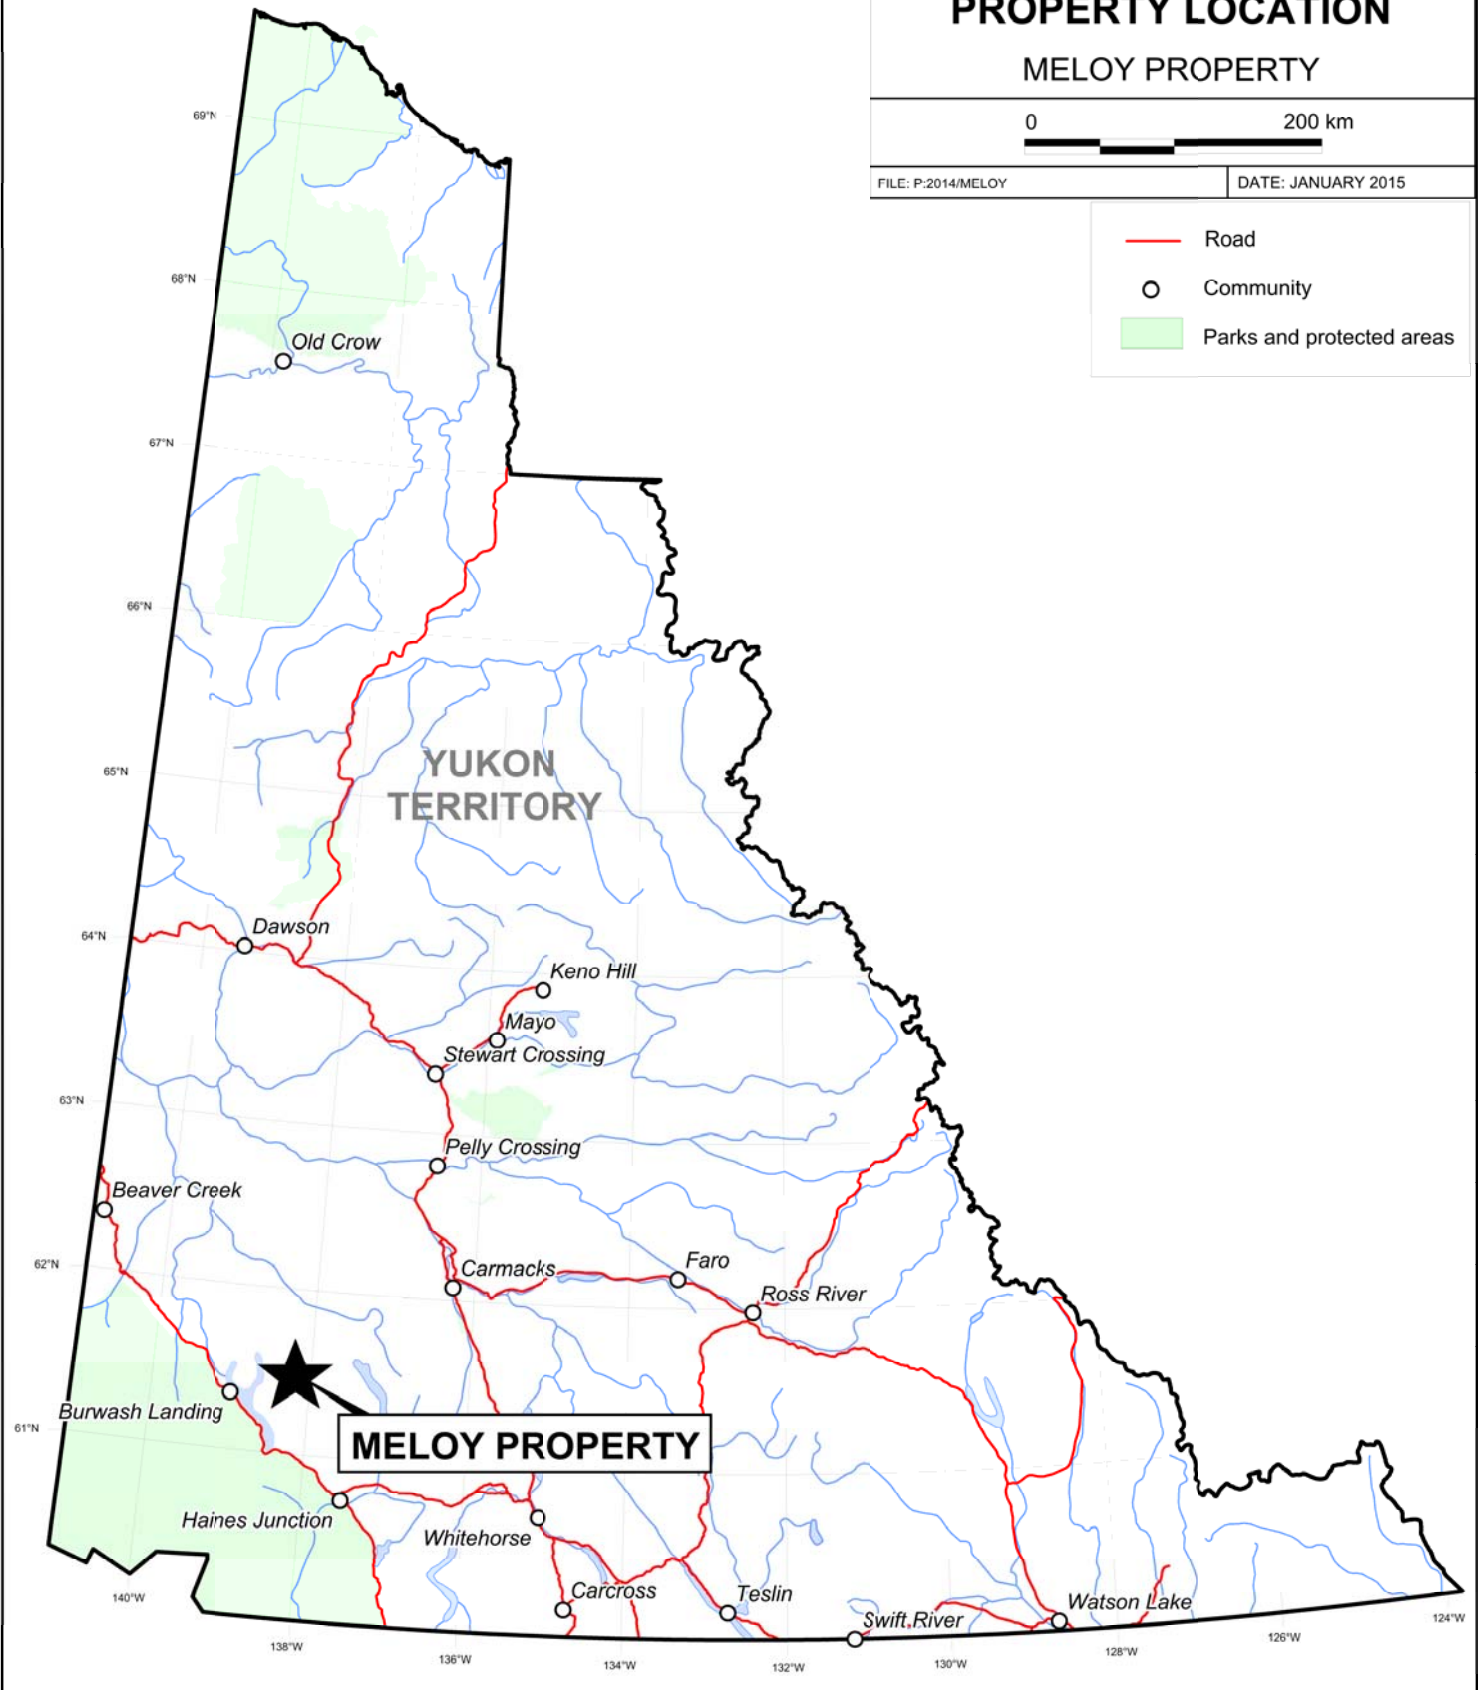 PROPERTY LOCATION
MELOY PROPERTY
0 200 km
FILE: P:2014/MELOY DATE: JANUARY 2015
Road
Community
Parks and protected areas
69°N
68°N
Old Crow
67°N
66°N
65°N
YUKON
TERRITORY
Dawson
64°N
Keno Hill
Mayo
Stewart Crossing
63°N
Pelly Crossing
Beaver Creek
62°N
Carmacks
Faro
Ross River
Burwash Landing
61°N
MELOY PROPERTY
Haines Junction
Whitehorse
Carcross
Teslin
Swift River
Watson Lake
140°W
138°W
136°W
134°W
132°W
130°W
128°W
126°W
124°W